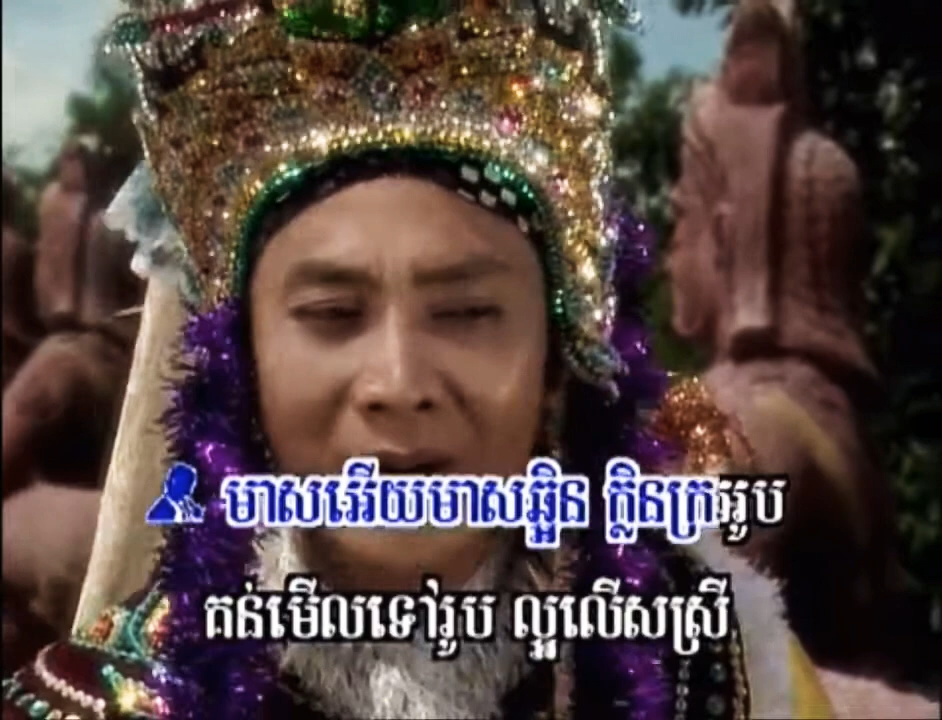 មាសអើយមាសឆ្អិន ក្លិនក្រអូប
គន់មើលទៅរូប ល្អលើសស្រី